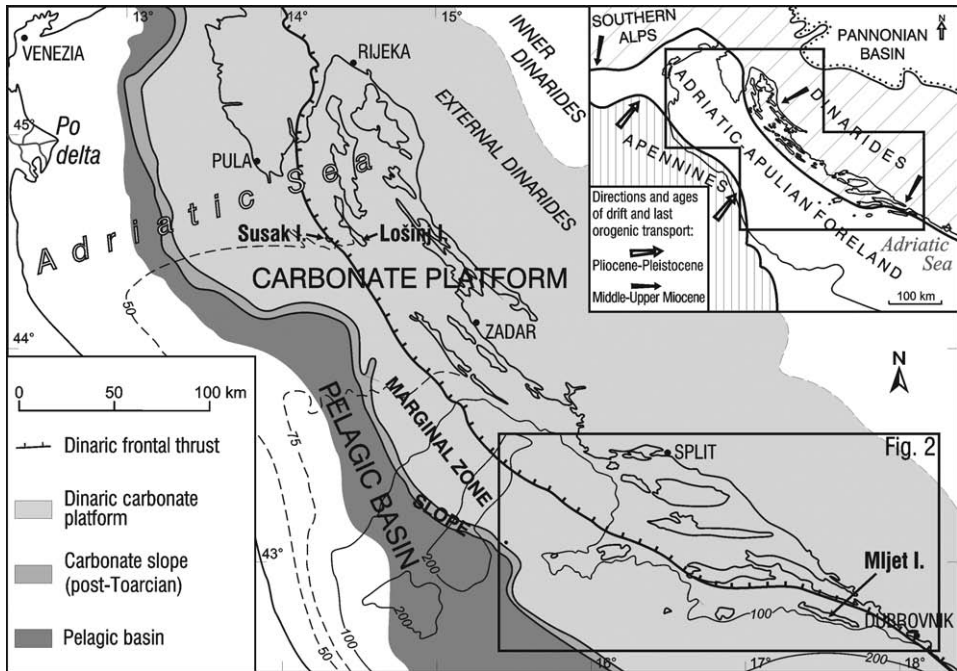 13°
14°
15°
VENEZIA
RIJEKA
INNER
DINARIDES
EXTERNAL DINARIDES
45°
Po
delta
PULA
Adriatic Sea
Susak I.
Lošinj I.
CARBONATE PLATFORM
50
ZADAR
44°
MARGINAL ZONE
SLOPE
PELAGIC BASIN
75
43°
200
200
50
75
100
200
100
200
Fig. 2
SPLIT
Mljet I.
DUBROVNIK
16°
17°
18°
N
SOUTHERN
ALPS
PANNONIAN
BASIN
N
DINARIDES
ADRIATIC-APULIAN FORELAND
APENNINES
Adriatic
Sea
100 km
Directions and ages
of drift and last
orogenic transport:
Pliocene-Pleistocene
Middle-Upper Miocene
0 50 100 km
Dinaric frontal thrust
Dinaric carbonate
platform
Carbonate slope
(post-Toarcian)
Pelagic basin